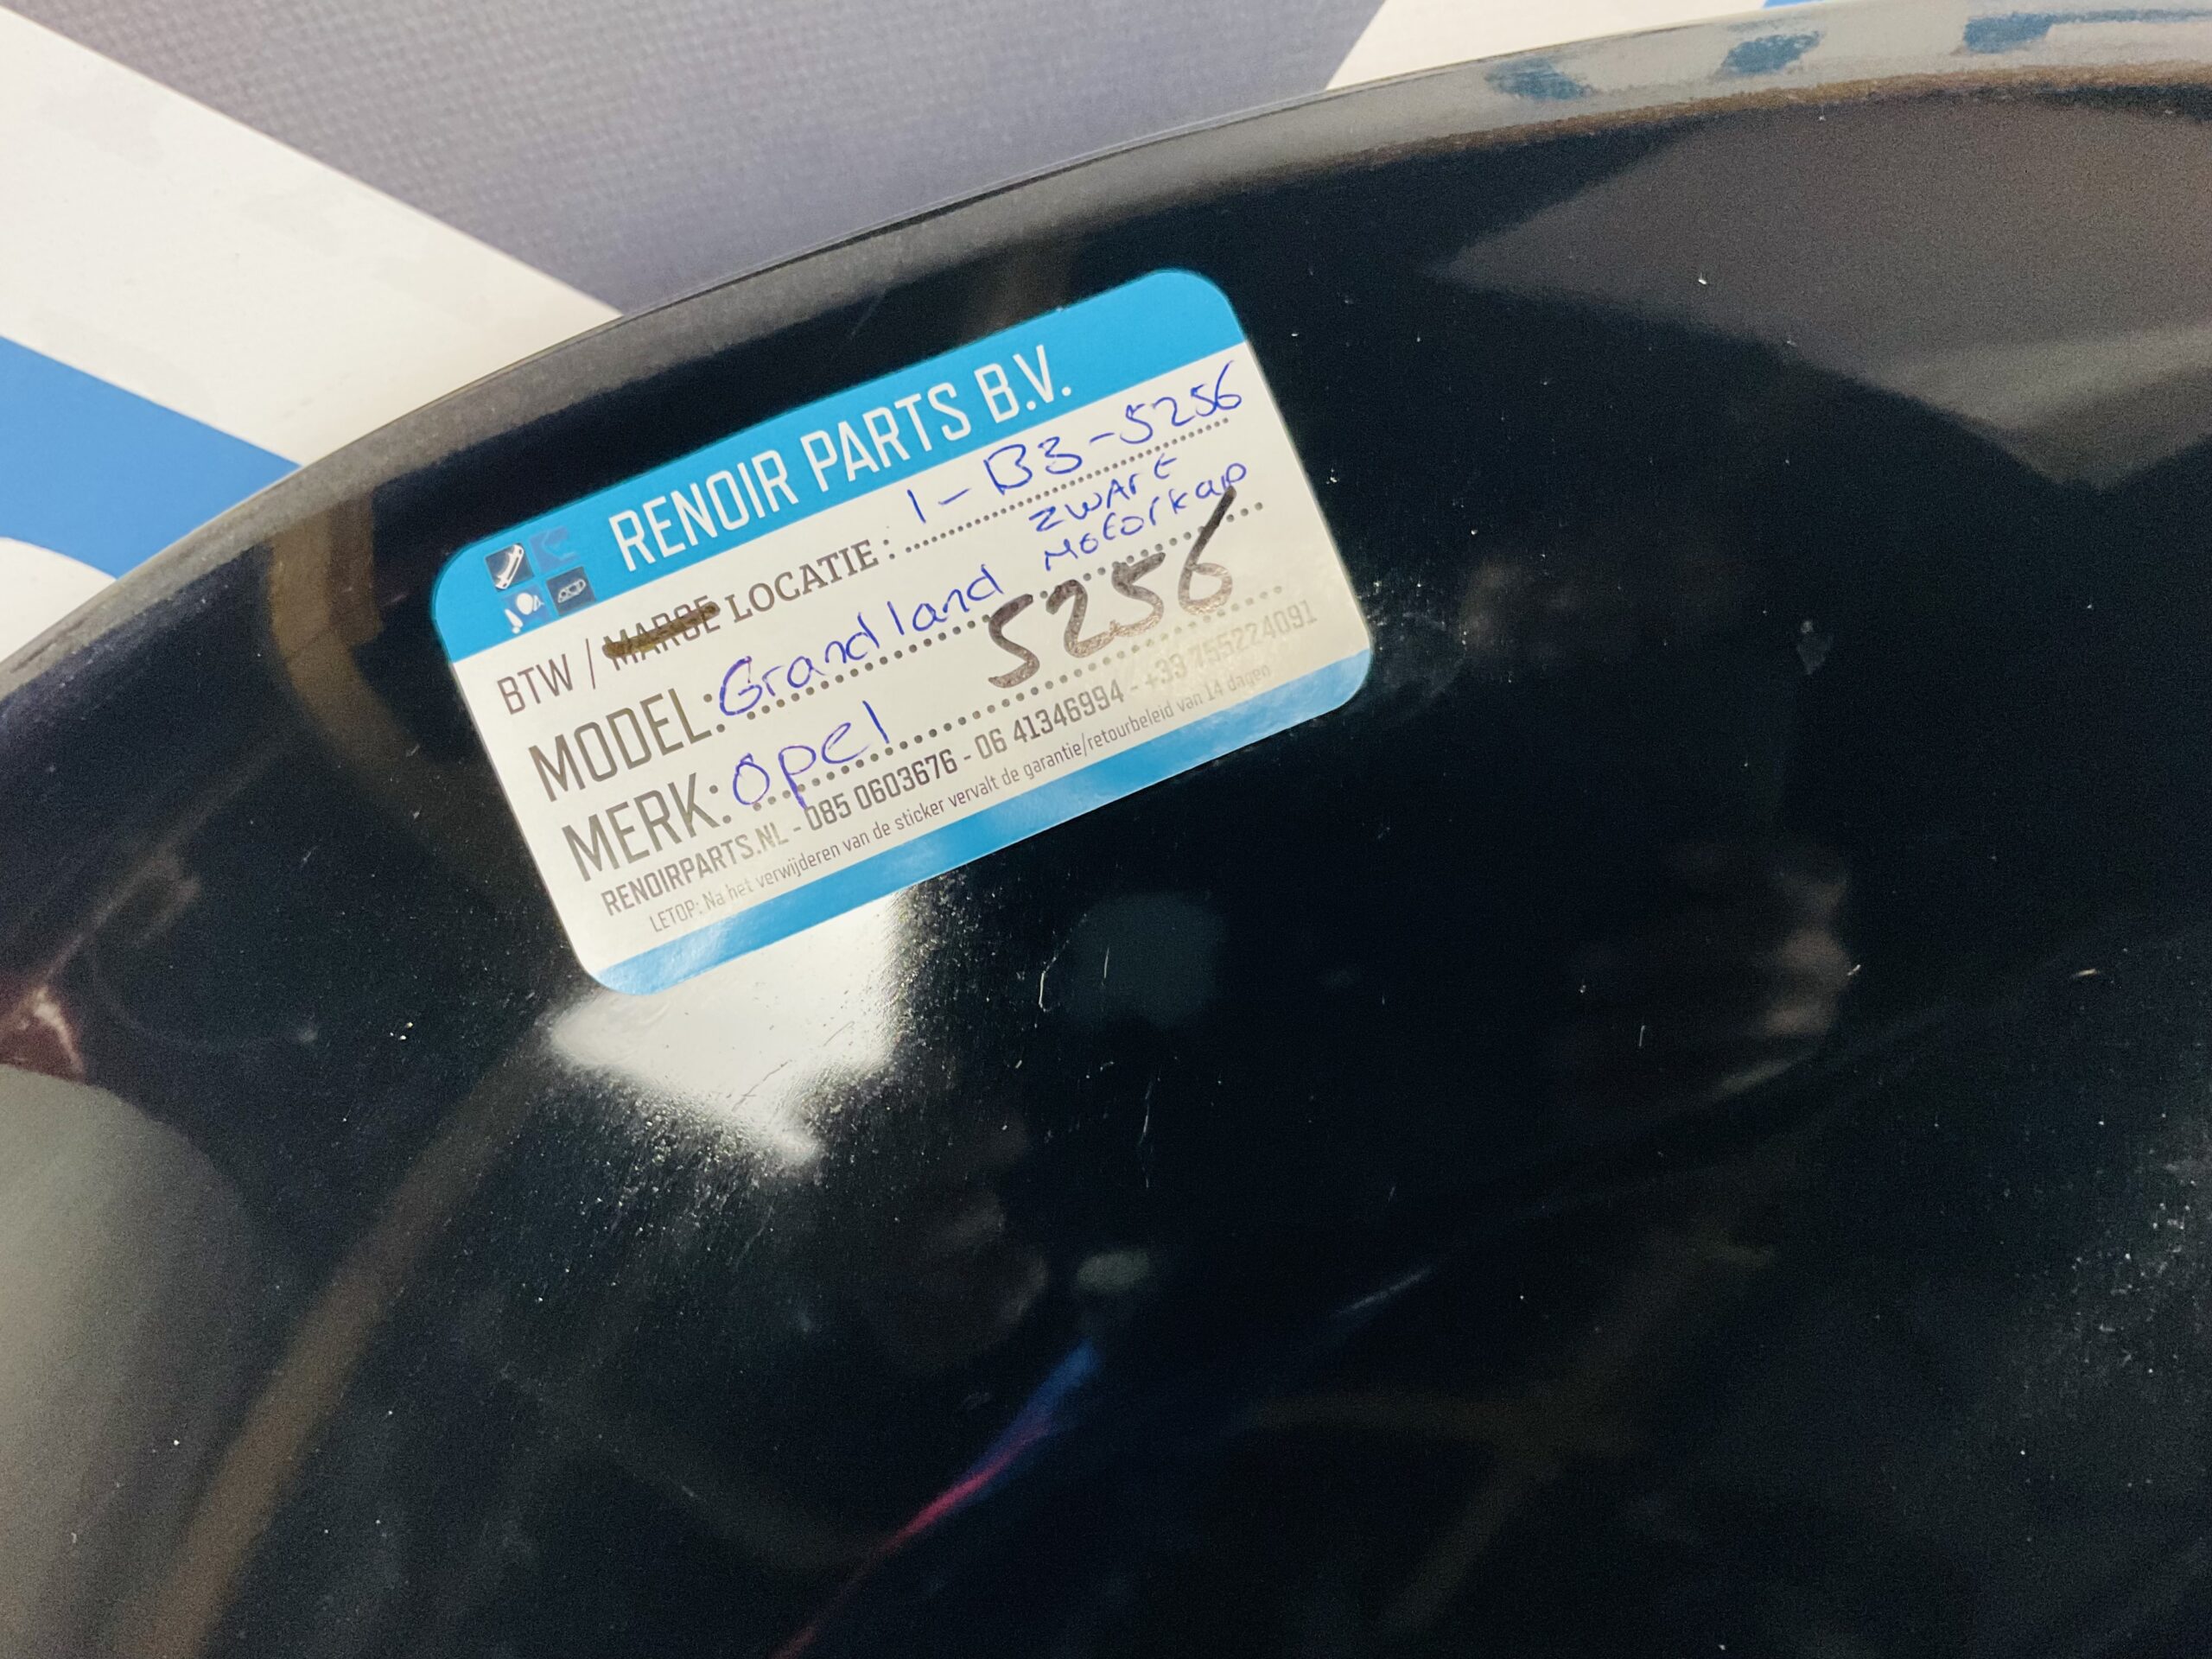 RENOIR PARTS B.V.
BTW / MARGE LOCATIE: 1-B3-5256
zwart
MODEL: Grandland Motorkap
MERK: Opel 5256
RENOIRPARTS.NL - 085 0603676 - 06 41346994 - +33 755224091
LETOP: Na het verwijderen van de sticker vervalt de garantie/retourbeleid van 14 dagen